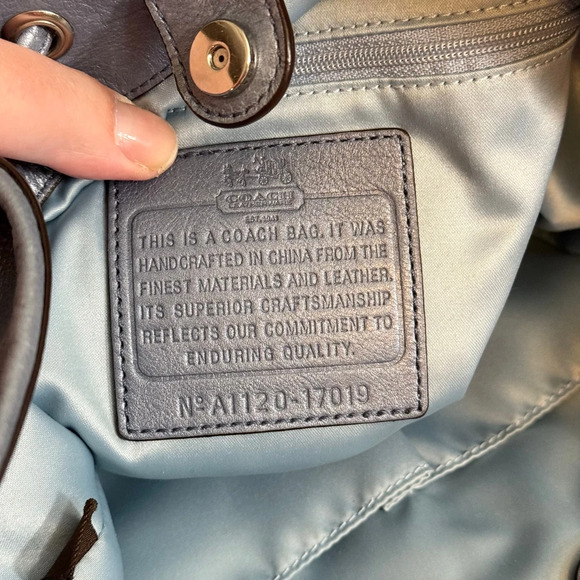 COACH
EST. 1941
THIS IS A COACH BAG. IT WAS
HANDCRAFTED IN CHINA FROM THE
FINEST MATERIALS AND LEATHER.
ITS SUPERIOR CRAFTSMANSHIP
REFLECTS OUR COMMITMENT TO
ENDURING QUALITY.
Nº A1120-17019